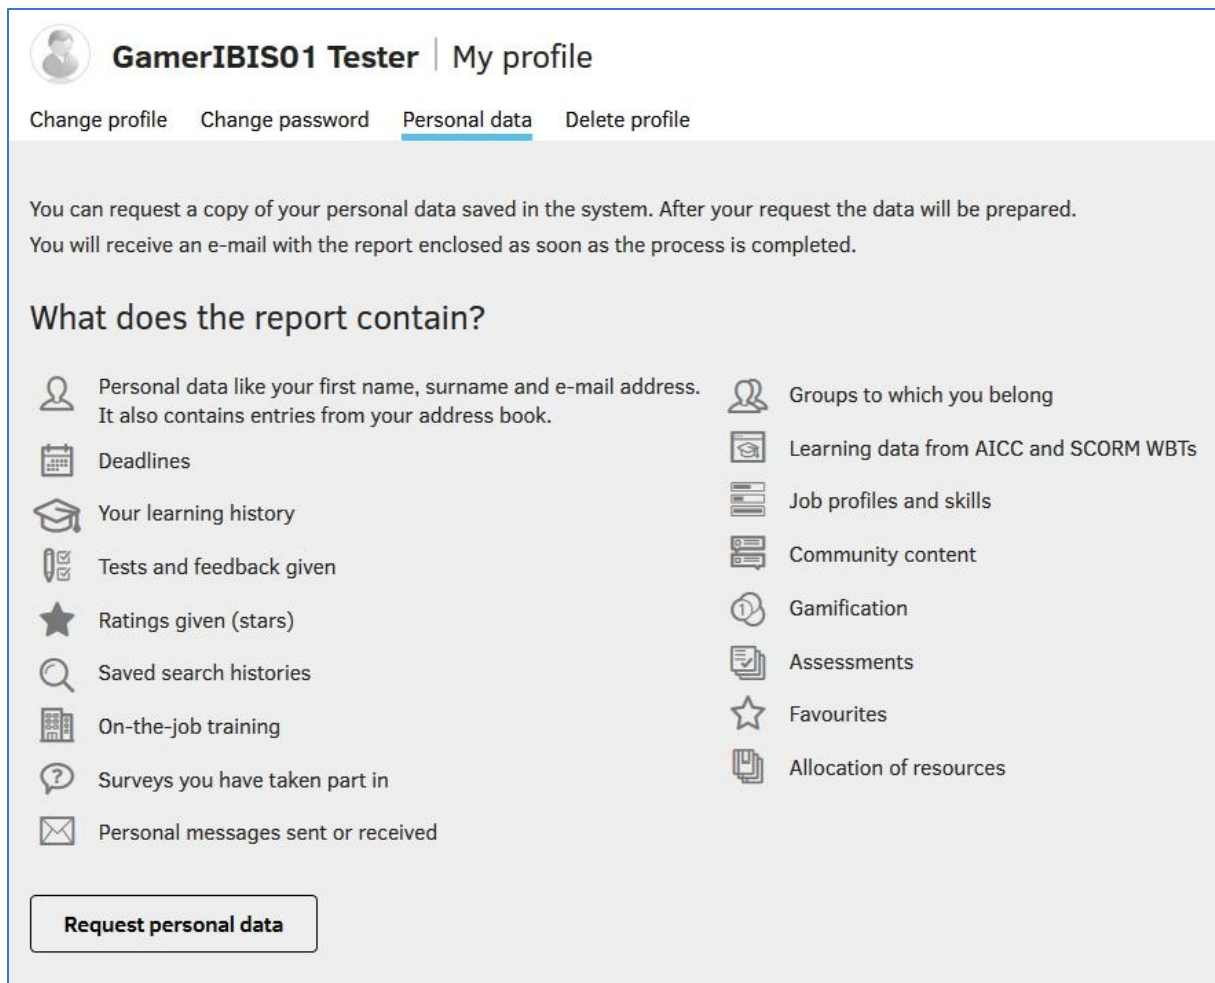 GamerIBIS01 Tester | My profile
Change profile Change password Personal data Delete profile
You can request a copy of your personal data saved in the system. After your request the data will be prepared.
You will receive an e-mail with the report enclosed as soon as the process is completed.
What does the report contain?
Personal data like your first name, surname and e-mail address.
It also contains entries from your address book.
Deadlines
Your learning history
Tests and feedback given
Ratings given (stars)
Saved search histories
On-the-job training
Surveys you have taken part in
Personal messages sent or received
Groups to which you belong
Learning data from AICC and SCORM WBTs
Job profiles and skills
Community content
Gamification
Assessments
Favourites
Allocation of resources
Request personal data